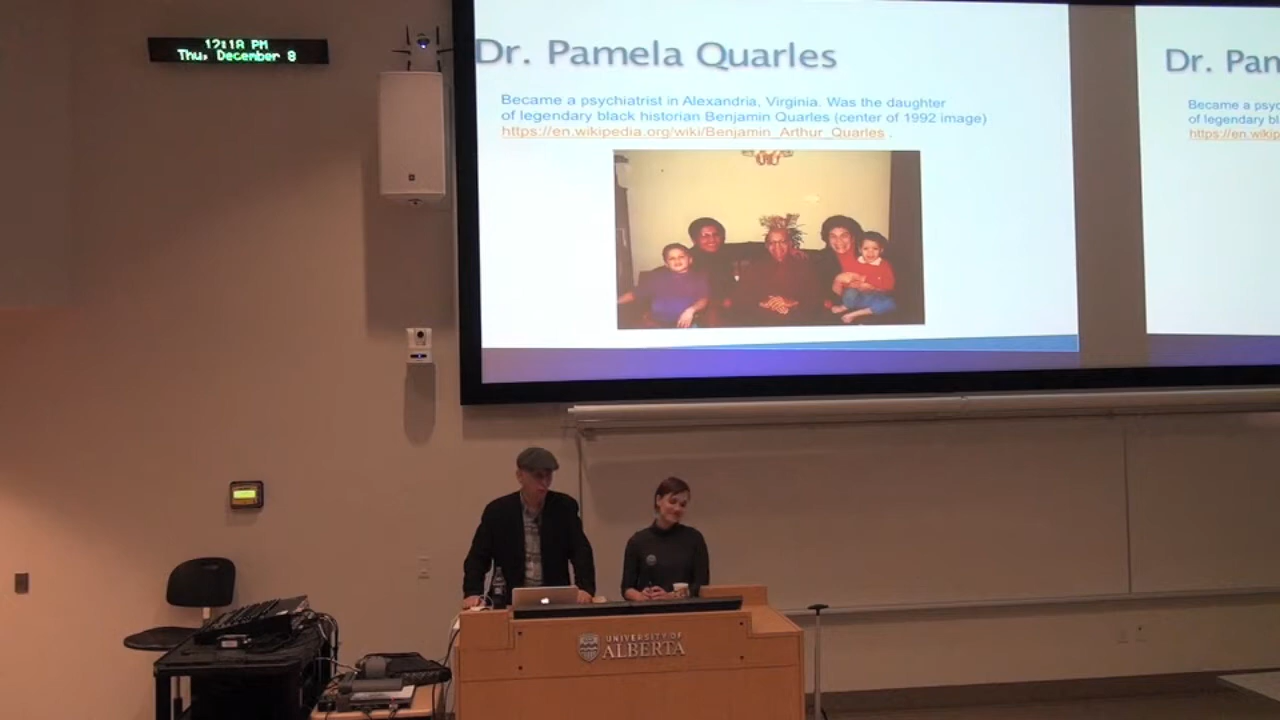 12:18 PM
Thu, December 8
Dr. Pamela Quarles
Became a psychiatrist in Alexandria, Virginia. Was the daughter
of legendary black historian Benjamin Quarles (center of 1992 image)
https://en.wikipedia.org/wiki/Benjamin_Arthur_Quarles .
Dr. Pam
Became a psyc
of legendary bl
https://en.wikip
UNIVERSITY OF
ALBERTA